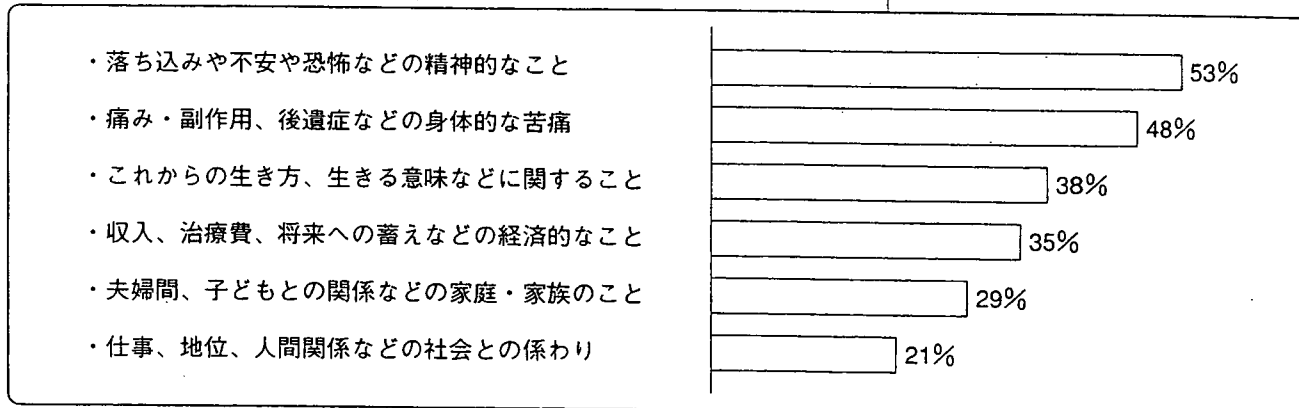 ・落ち込みや不安や恐怖などの精神的なこと 53%
・痛み・副作用、後遺症などの身体的な苦痛 48%
・これからの生き方、生きる意味などに関すること 38%
・収入、治療費、将来への蓄えなどの経済的なこと 35%
・夫婦間、子どもとの関係などの家庭・家族のこと 29%
・仕事、地位、人間関係などの社会との係わり 21%